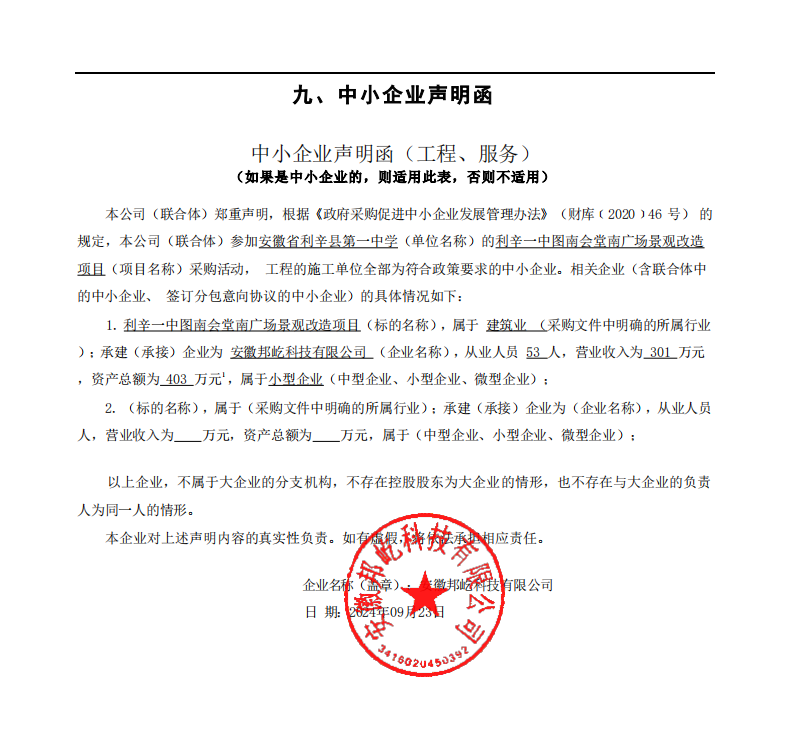 九、中小企业声明函
中小企业声明函（工程、服务）
（如果是中小企业的，则适用此表，否则不适用）
本公司（联合体）郑重声明，根据《政府采购促进中小企业发展管理办法》（财库﹝2020﹞46 号） 的
规定，本公司（联合体）参加安徽省利辛县第一中学（单位名称）的利辛一中图南会堂南广场景观改造
项目（项目名称）采购活动， 工程的施工单位全部为符合政策要求的中小企业。相关企业（含联合体中
的中小企业、 签订分包意向协议的中小企业）的具体情况如下：
1. 利辛一中图南会堂南广场景观改造项目（标的名称），属于 建筑业 （采购文件中明确的所属行业
）；承建（承接）企业为 安徽邦屹科技有限公司 （企业名称），从业人员 53 人，营业收入为 301 万元
，资产总额为 403 万元¹，属于小型企业（中型企业、小型企业、微型企业）；
2. （标的名称），属于（采购文件中明确的所属行业）；承建（承接）企业为（企业名称），从业人员
人，营业收入为____万元，资产总额为____万元，属于（中型企业、小型企业、微型企业）；
以上企业，不属于大企业的分支机构，不存在控股股东为大企业的情形，也不存在与大企业的负责
人为同一人的情形。
本企业对上述声明内容的真实性负责。如有虚假，将依法承担相应责任。
企业名称（盖章）：安徽邦屹科技有限公司
日 期：2024年09月23日
安徽邦屹科技有限公司
3416020450392